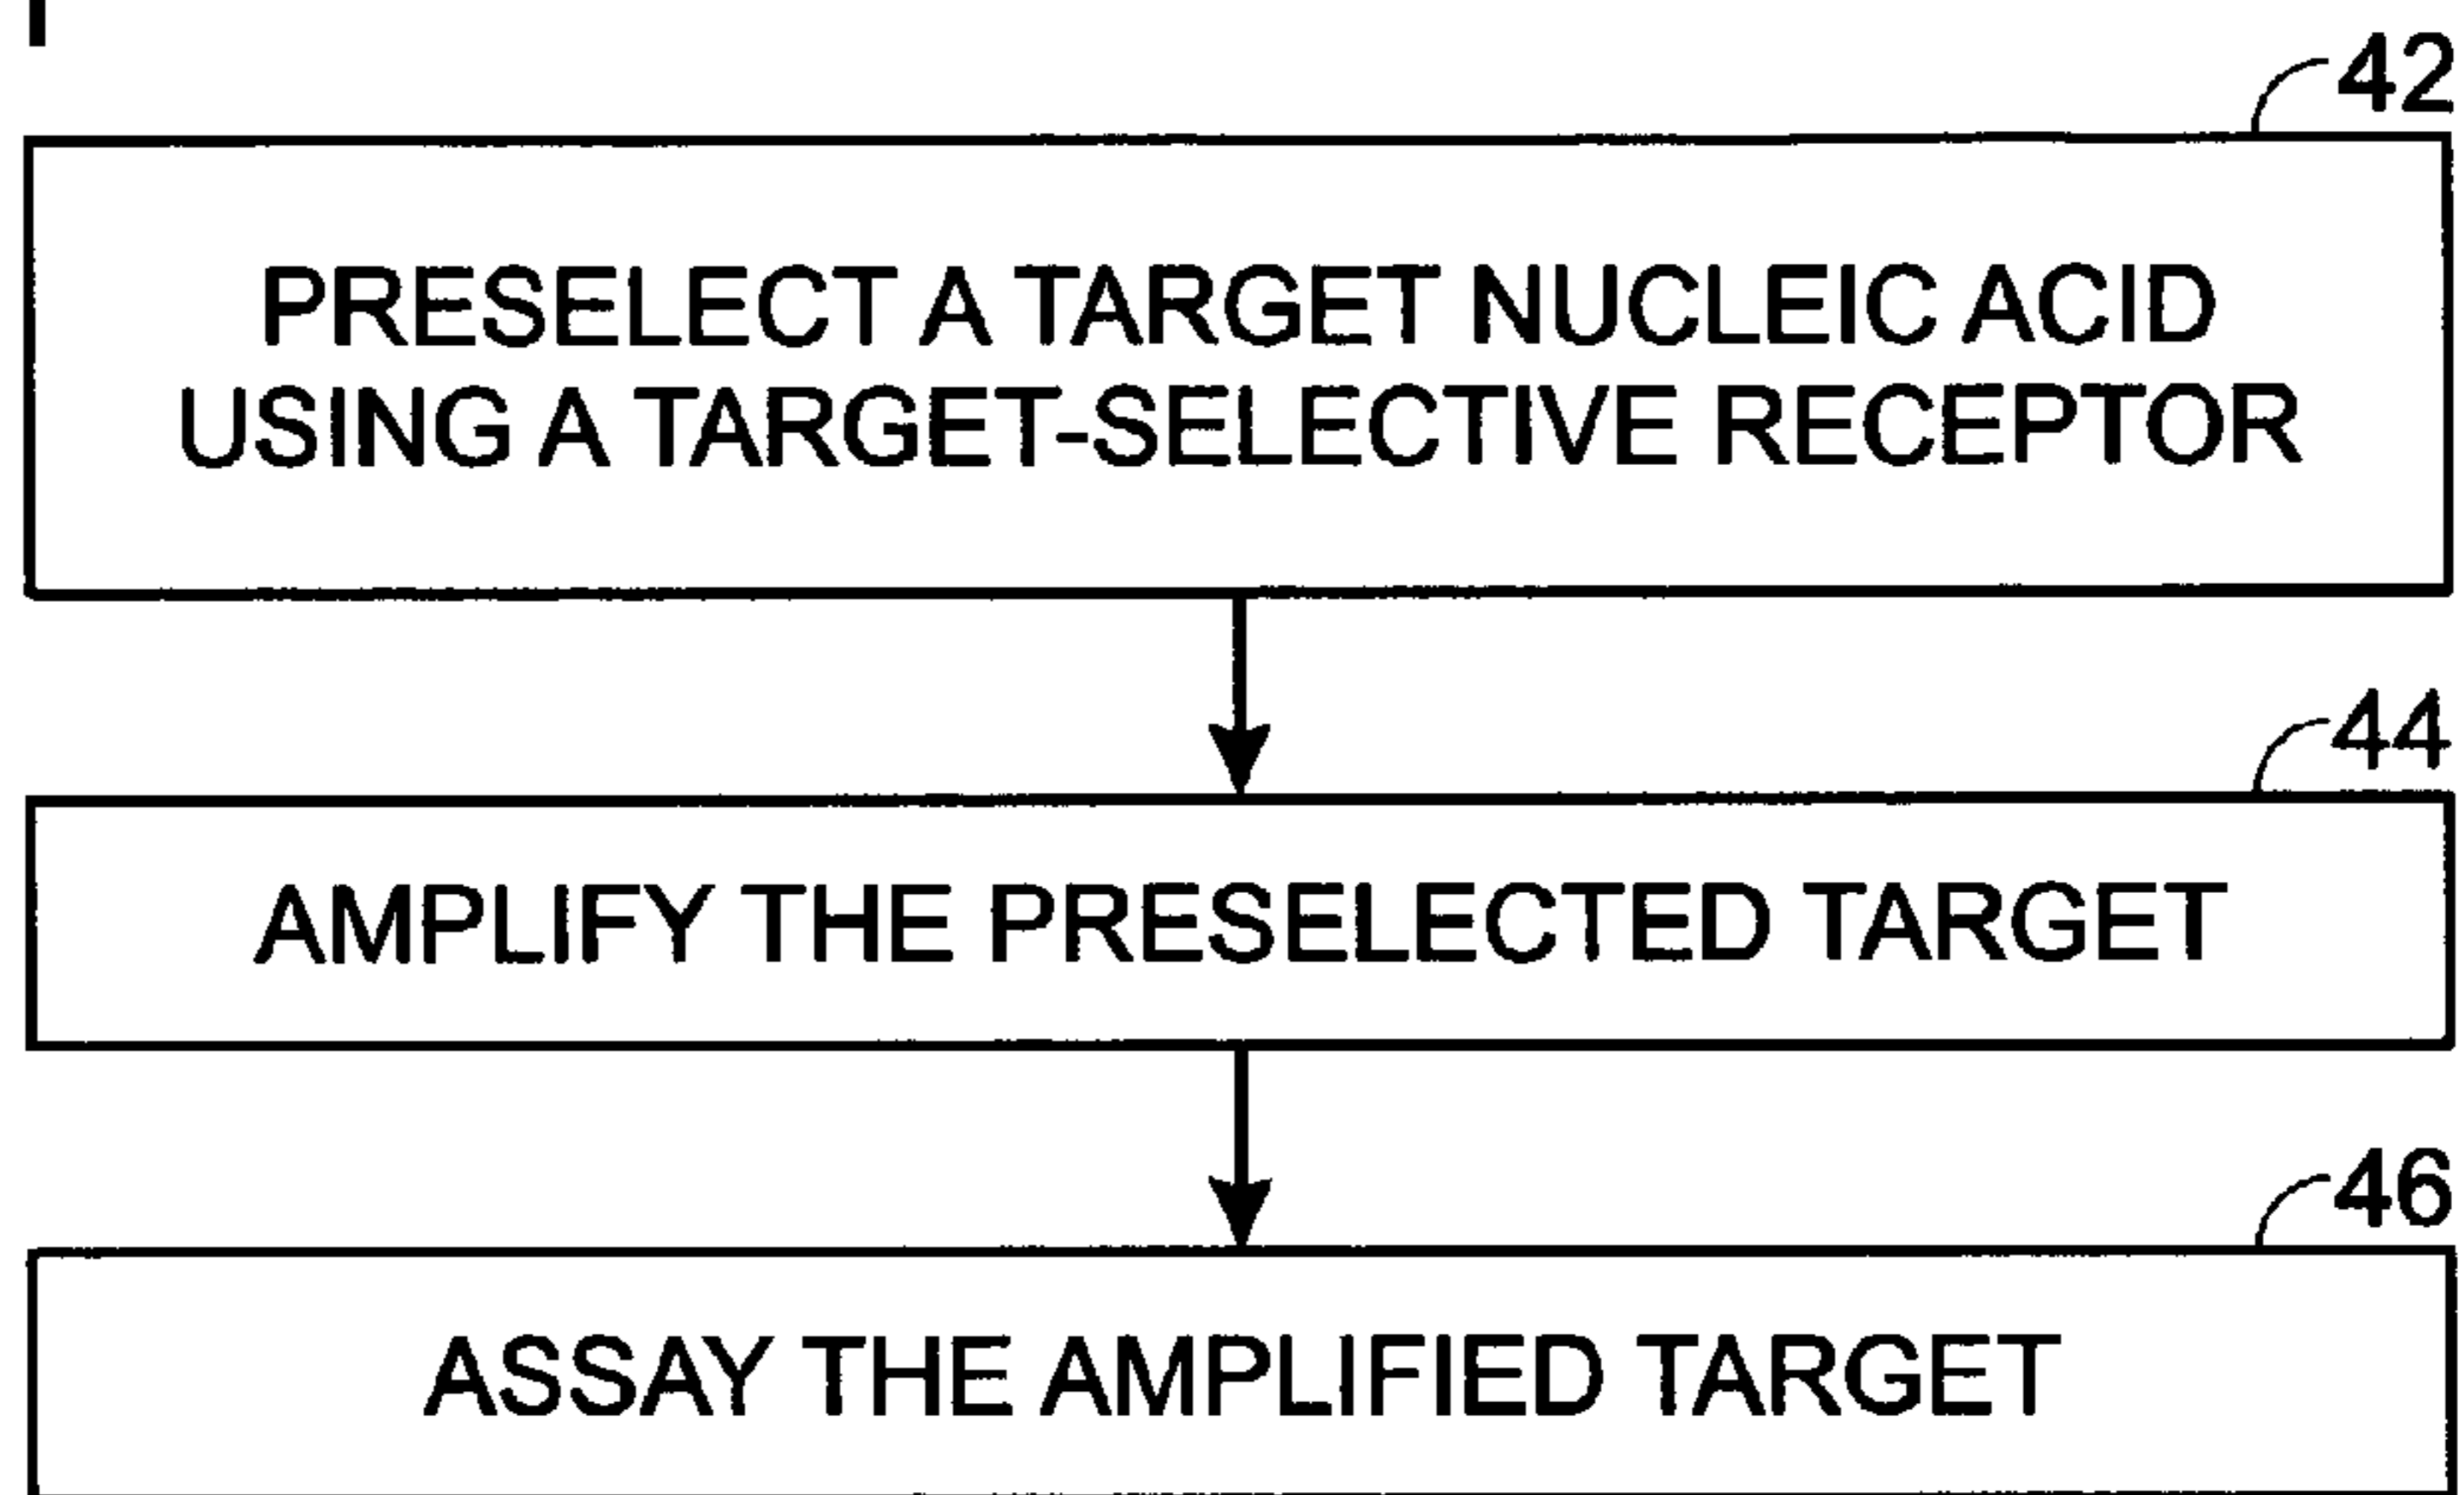 42
PRESELECT A TARGET NUCLEIC ACID
USING A TARGET-SELECTIVE RECEPTOR
44
AMPLIFY THE PRESELECTED TARGET
46
ASSAY THE AMPLIFIED TARGET